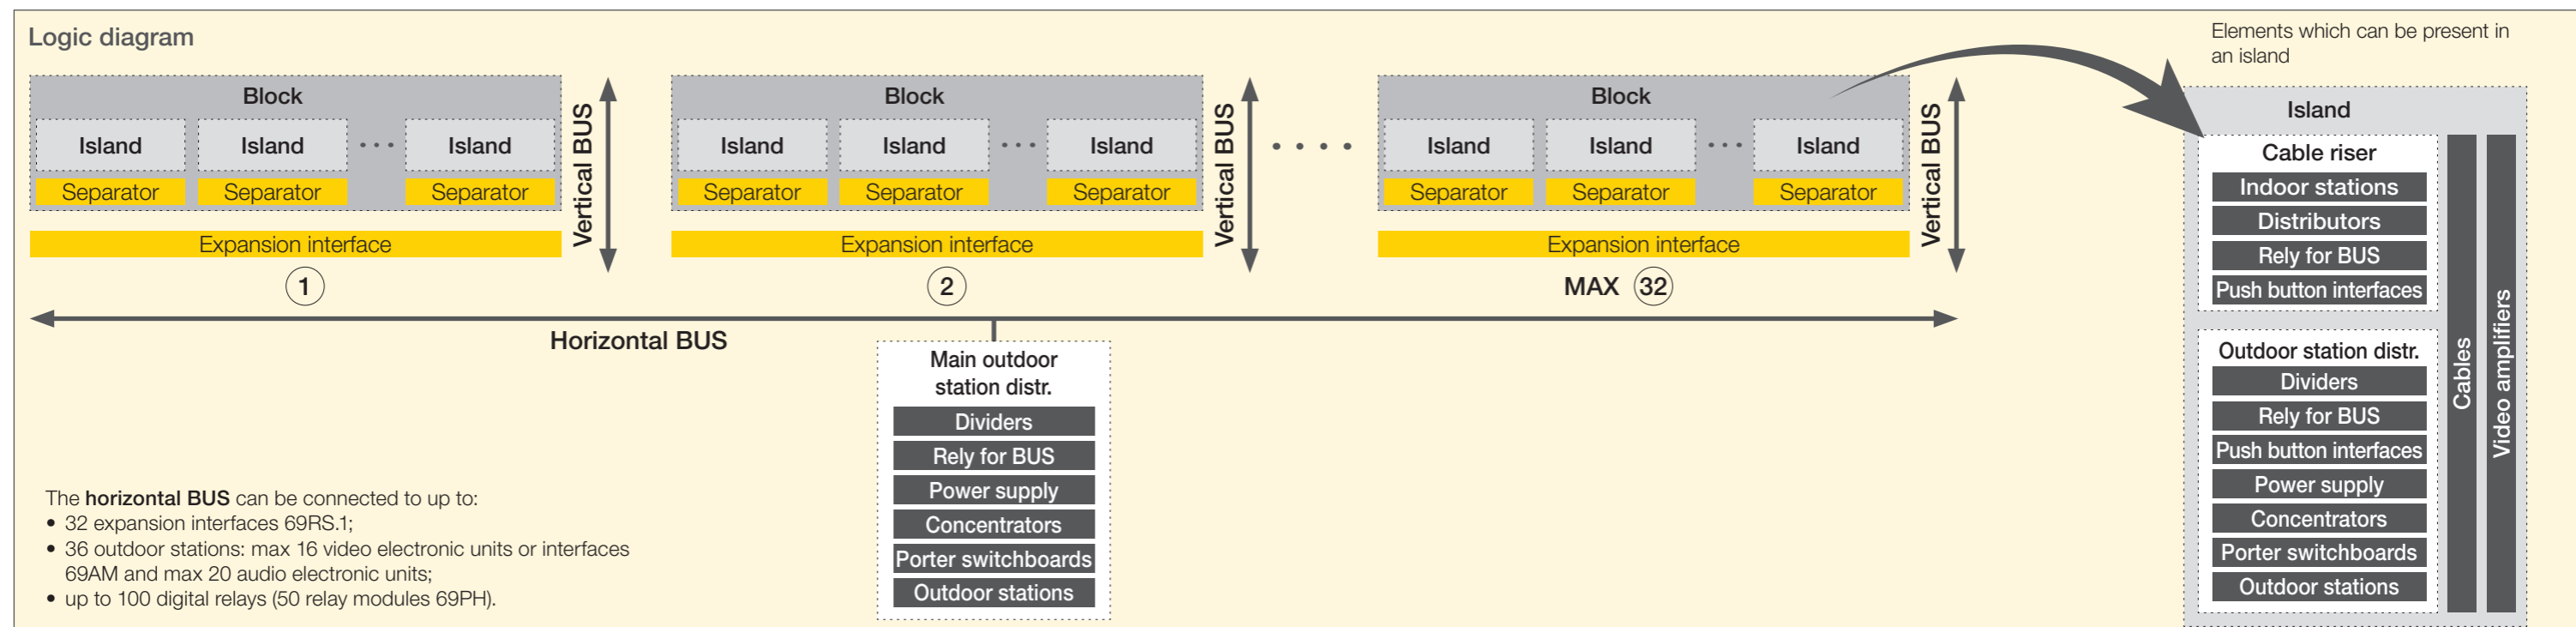 Logic diagram
Block
Island
Island
...
Island
Separator
Separator
Separator
Expansion interface
1
Vertical BUS
Block
Island
Island
...
Island
Separator
Separator
Separator
Expansion interface
2
Vertical BUS
....
Block
Island
Island
...
Island
Separator
Separator
Separator
Expansion interface
MAX 32
Vertical BUS
Horizontal BUS
Main outdoor
station distr.
Dividers
Rely for BUS
Power supply
Concentrators
Porter switchboards
Outdoor stations
The horizontal BUS can be connected to up to:
• 32 expansion interfaces 69RS.1;
• 36 outdoor stations: max 16 video electronic units or interfaces
69AM and max 20 audio electronic units;
• up to 100 digital relays (50 relay modules 69PH).
Elements which can be present in
an island
Island
Cable riser
Indoor stations
Distributors
Rely for BUS
Push button interfaces
Outdoor station distr.
Dividers
Rely for BUS
Push button interfaces
Power supply
Concentrators
Porter switchboards
Outdoor stations
Cables
Video amplifiers